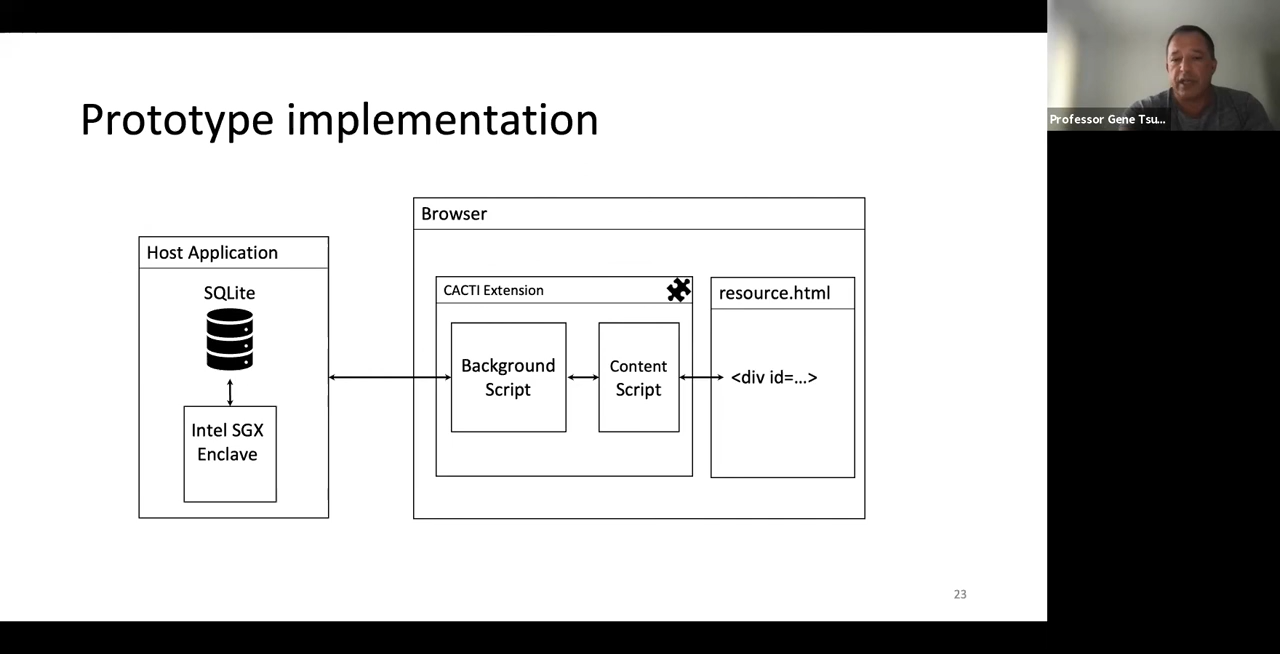 Prototype implementation
Professor Gene Tsu...
Browser
Host Application
SQLite
Intel SGX
Enclave
CACTI Extension
Background
Script
Content
Script
resource.html
<div id=...>
23